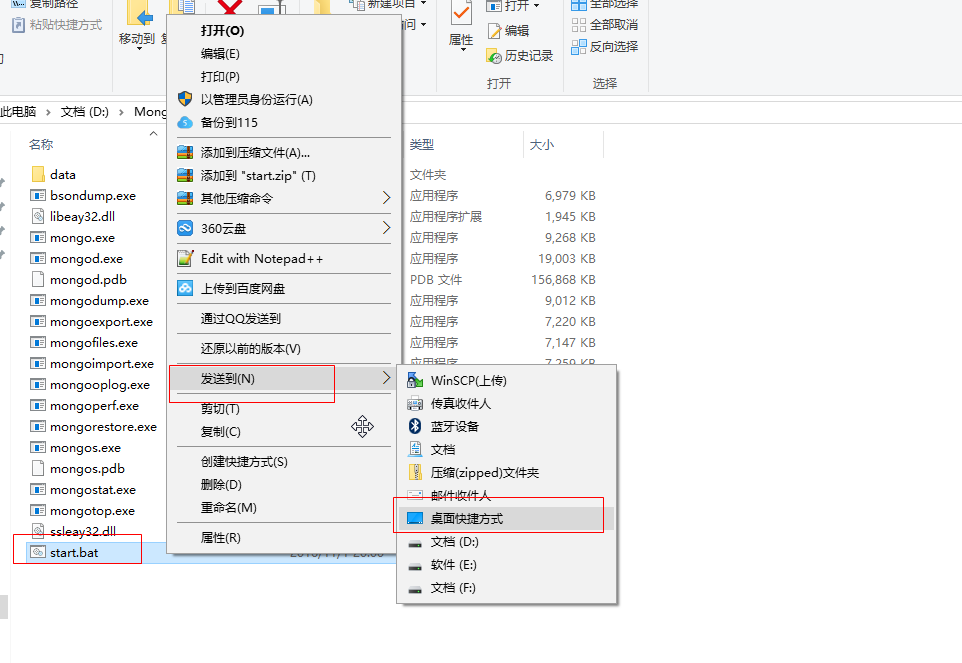 复制路径
粘贴快捷方式
移动到
新建项目
打开
编辑
历史记录
属性
打开
全部选择
全部取消
反向选择
选择
此电脑
文档 (D:)
名称
类型
大小
data
文件夹
bsondump.exe
应用程序
6,979 KB
libeay32.dll
应用程序扩展
1,945 KB
mongo.exe
应用程序
9,268 KB
mongod.exe
应用程序
19,003 KB
mongod.pdb
PDB 文件
156,868 KB
mongodump.exe
应用程序
9,012 KB
mongoexport.exe
应用程序
7,220 KB
mongofiles.exe
应用程序
7,147 KB
mongoimport.exe
应用程序
7,259 KB
mongooplog.exe
mongoperf.exe
mongorestore.exe
mongos.exe
mongos.pdb
mongostat.exe
mongotop.exe
ssleay32.dll
start.bat
打开(O)
编辑(E)
打印(P)
以管理员身份运行(A)
备份到115
添加到压缩文件(A)...
添加到 "start.zip" (T)
其他压缩命令
360云盘
Edit with Notepad++
上传到百度网盘
通过QQ发送到
还原以前的版本(V)
发送到(N)
剪切(T)
复制(C)
创建快捷方式(S)
删除(D)
重命名(M)
属性(R)
WinSCP(上传)
传真收件人
蓝牙设备
文档
压缩(zipped)文件夹
邮件收件人
桌面快捷方式
文档 (D:)
软件 (E:)
文档 (F:)